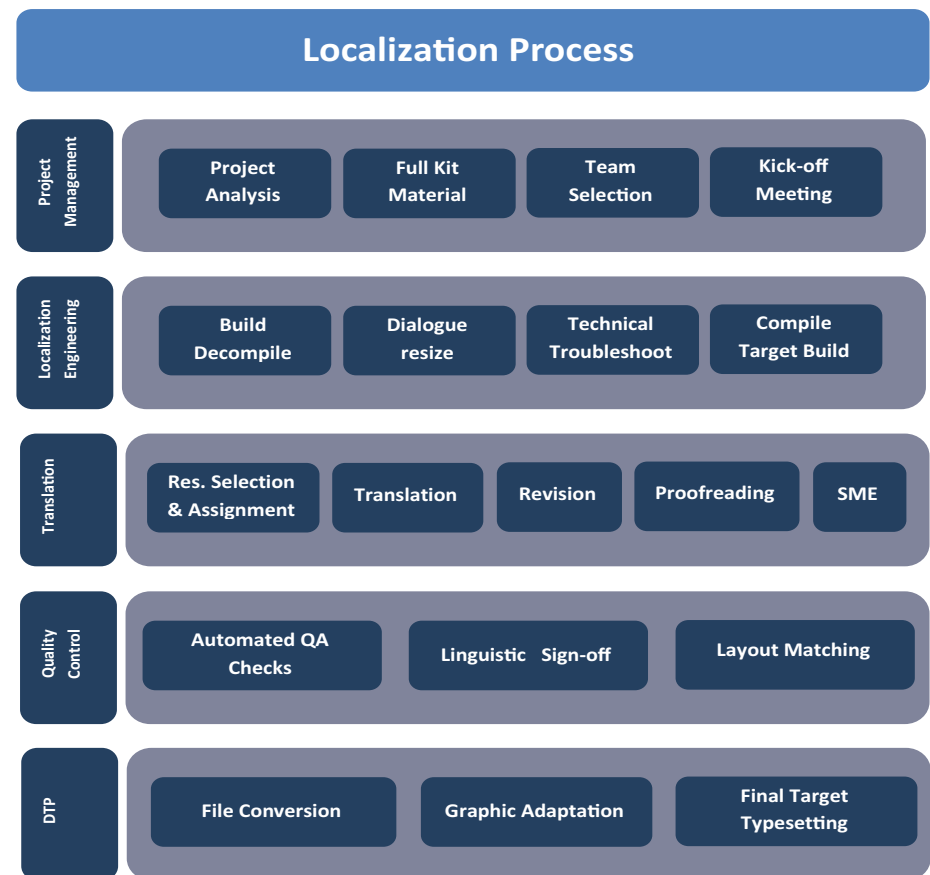 Localization Process
Project
Management
Project
Analysis
Full Kit
Material
Team
Selection
Kick-off
Meeting
Localization
Engineering
Build
Decompile
Dialogue
resize
Technical
Troubleshoot
Compile
Target Build
Translation
Res. Selection
& Assignment
Translation
Revision
Proofreading
SME
Quality
Control
Automated QA
Checks
Linguistic Sign-off
Layout Matching
DTP
File Conversion
Graphic Adaptation
Final Target
Typesetting